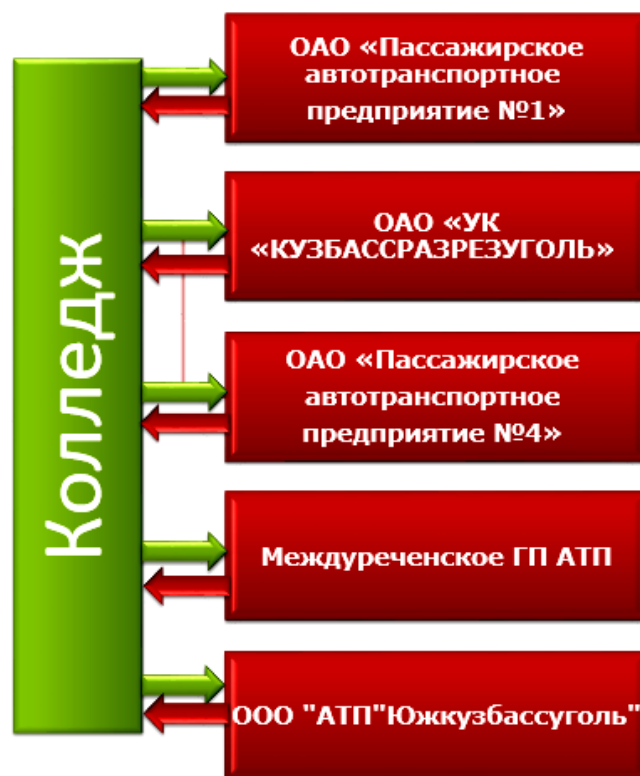 Колледж
ОАО «Пассажирское
автотранспортное
предприятие №1»
ОАО «УК
«КУЗБАССРАЗРЕЗУГОЛЬ»
ОАО «Пассажирское
автотранспортное
предприятие №4»
Междуреченское ГП АТП
ООО "АТП"Южкузбассуголь"